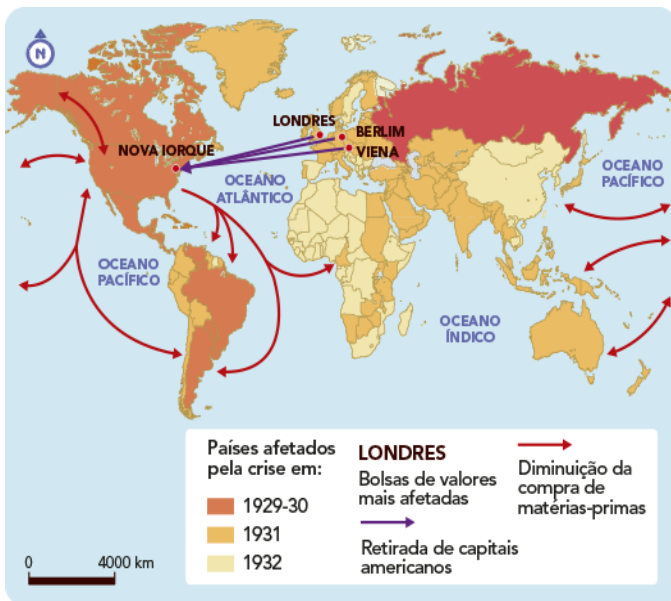 N
LONDRES
BERLIM
NOVA IORQUE
VIENA
OCEANO
ATLÂNTICO
OCEANO
PACÍFICO
OCEANO
PACÍFICO
OCEANO
ÍNDICO
Países afetados
pela crise em:
1929-30
1931
1932
LONDRES
Bolsas de valores
mais afetadas
Retirada de capitais
americanos
Diminuição da
compra de
matérias-primas
0
4000 km